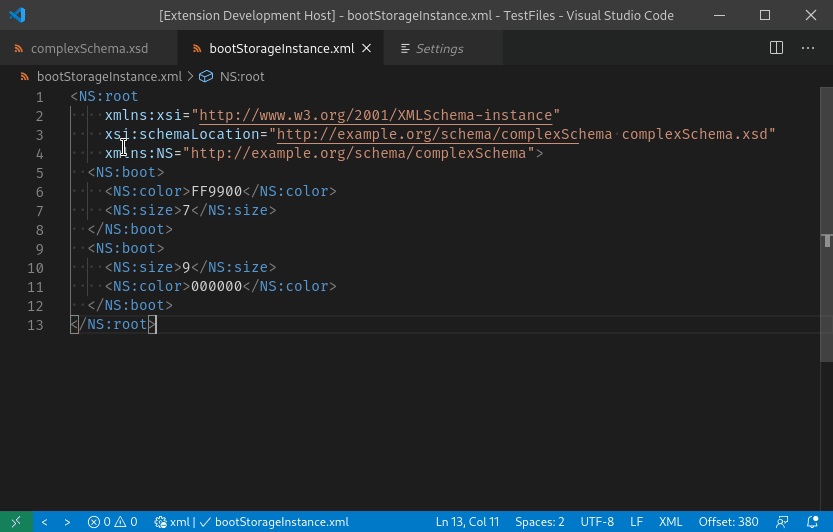 [Extension Development Host] - bootStorageInstance.xml - TestFiles - Visual Studio Code
complexSchema.xsd bootStorageInstance.xml Settings
bootStorageInstance.xml > NS:root
1 <NS:root
2 xmlns:xsi="http://www.w3.org/2001/XMLSchema-instance"
3 xsi:schemaLocation="http://example.org/schema/complexSchema complexSchema.xsd"
4 xmlns:NS="http://example.org/schema/complexSchema">
5 <NS:boot>
6 <NS:color>FF9900</NS:color>
7 <NS:size>7</NS:size>
8 </NS:boot>
9 <NS:boot>
10 <NS:size>9</NS:size>
11 <NS:color>000000</NS:color>
12 </NS:boot>
13 </NS:root>
0 0 xml | bootStorageInstance.xml Ln 13, Col 11 Spaces: 2 UTF-8 LF XML Offset: 380